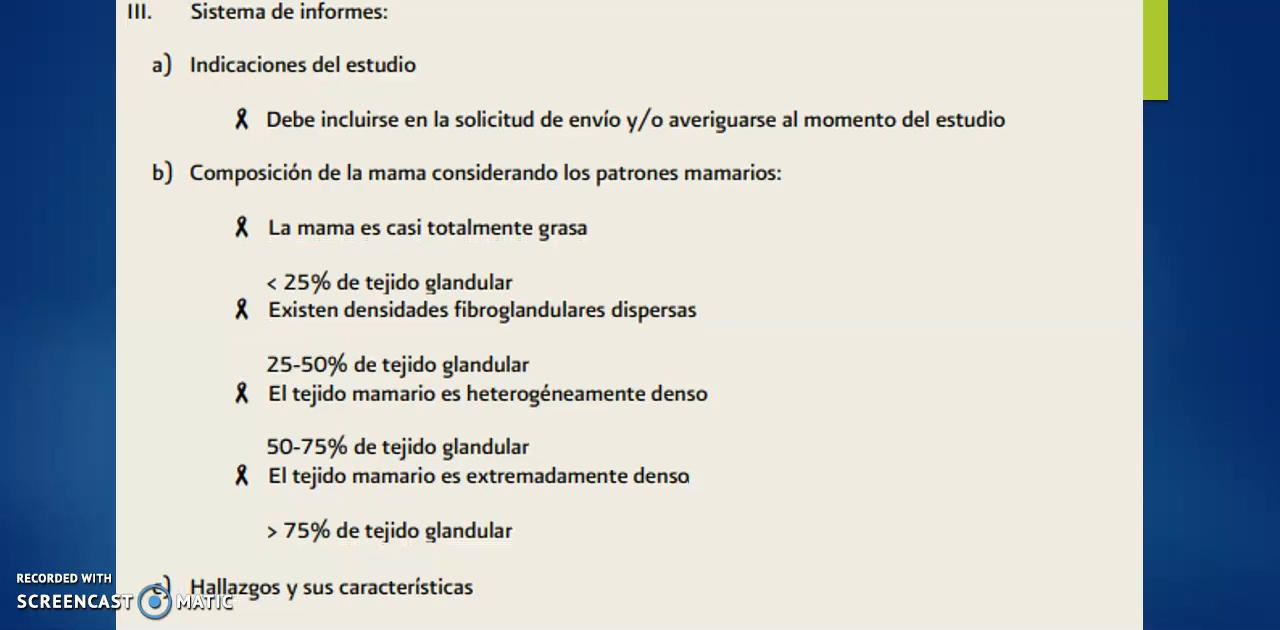 III. Sistema de informes:
a) Indicaciones del estudio
Debe incluirse en la solicitud de envío y/o averiguarse al momento del estudio
b) Composición de la mama considerando los patrones mamarios:
La mama es casi totalmente grasa
< 25% de tejido glandular
Existen densidades fibroglandulares dispersas
25-50% de tejido glandular
El tejido mamario es heterogéneamente denso
50-75% de tejido glandular
El tejido mamario es extremadamente denso
> 75% de tejido glandular
c) Hallazgos y sus características
RECORDED WITH
SCREENCAST MATIC